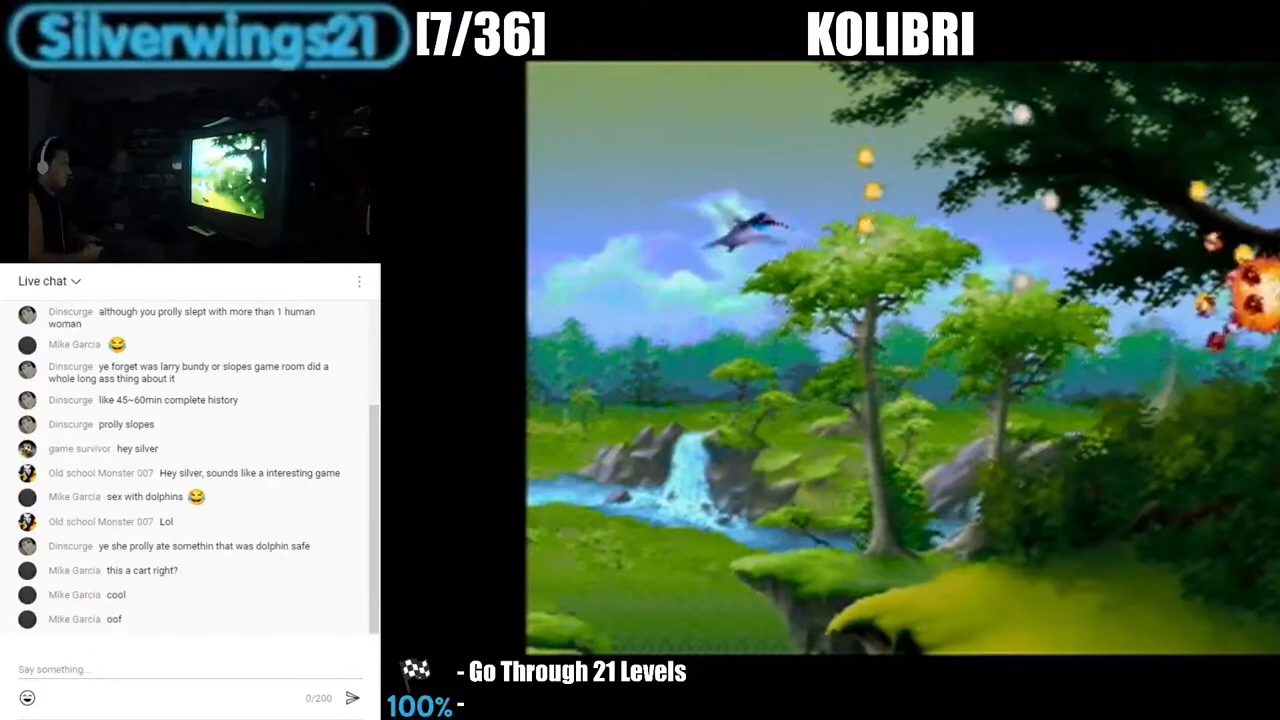 Silverwings21 [7/36] KOLIBRI
Live chat
Dinscurge although you prolly slept with more than 1 human
woman
Mike Garcia 😂
Dinscurge ye forget was larry bundy or slopes game room did a
whole long ass thing about it
Dinscurge like 45~60min complete history
Dinscurge prolly slopes
game survivor hey silver
Old school Monster 007 Hey silver, sounds like a interesting game
Mike Garcia sex with dolphins 😂
Old school Monster 007 Lol
Dinscurge ye she prolly ate somethin that was dolphin safe
Mike Garcia this a cart right?
Mike Garcia cool
Mike Garcia oof
Say something...
0/200
- Go Through 21 Levels
100% -